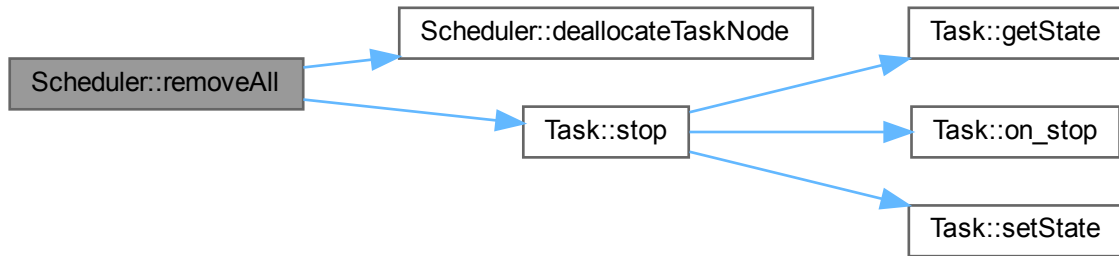 Scheduler::removeAll
Scheduler::deallocateTaskNode
Task::stop
Task::getState
Task::on_stop
Task::setState